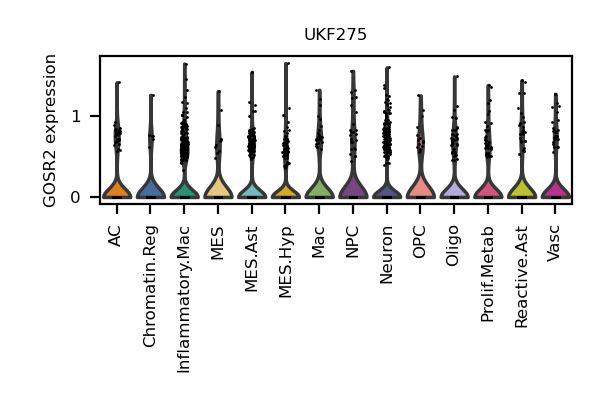 UKF275
GOSR2 expression
1
0
AC
Chromatin.Reg
Inflammatory.Mac
MES
MES.Ast
MES.Hyp
Mac
NPC
Neuron
OPC
Oligo
Prolif.Metab
Reactive.Ast
Vasc